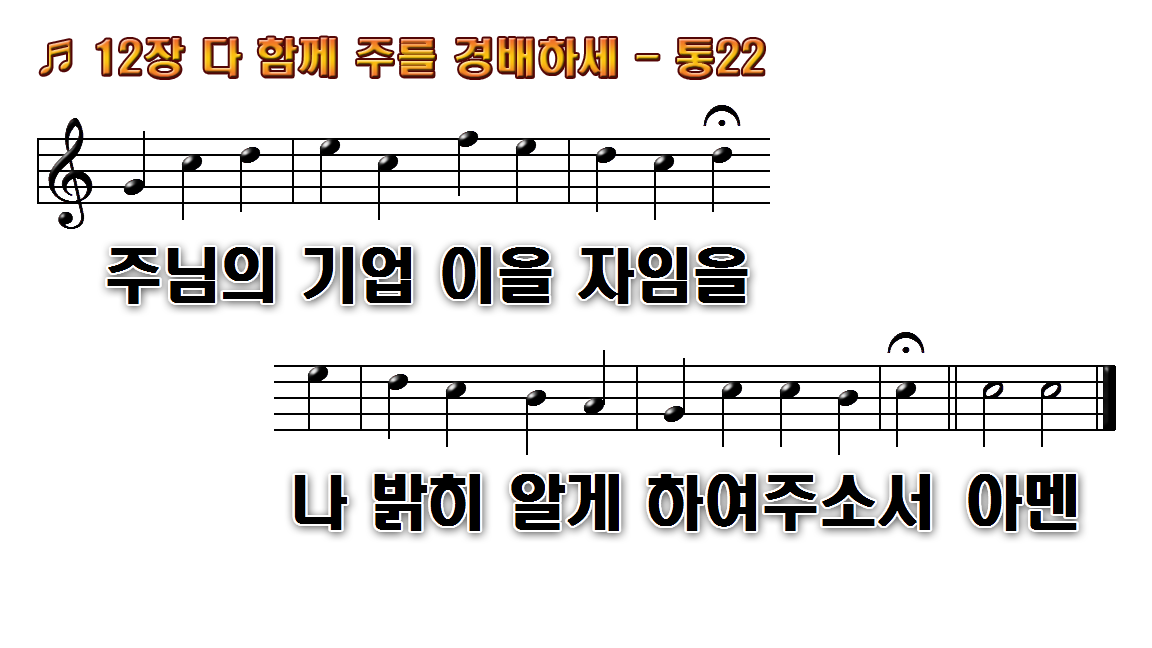 ♬ 12장 다 함께 주를 경배하세 - 통22
주님의 기업 이을 자임을
나 밝히 알게 하여주소서 아멘